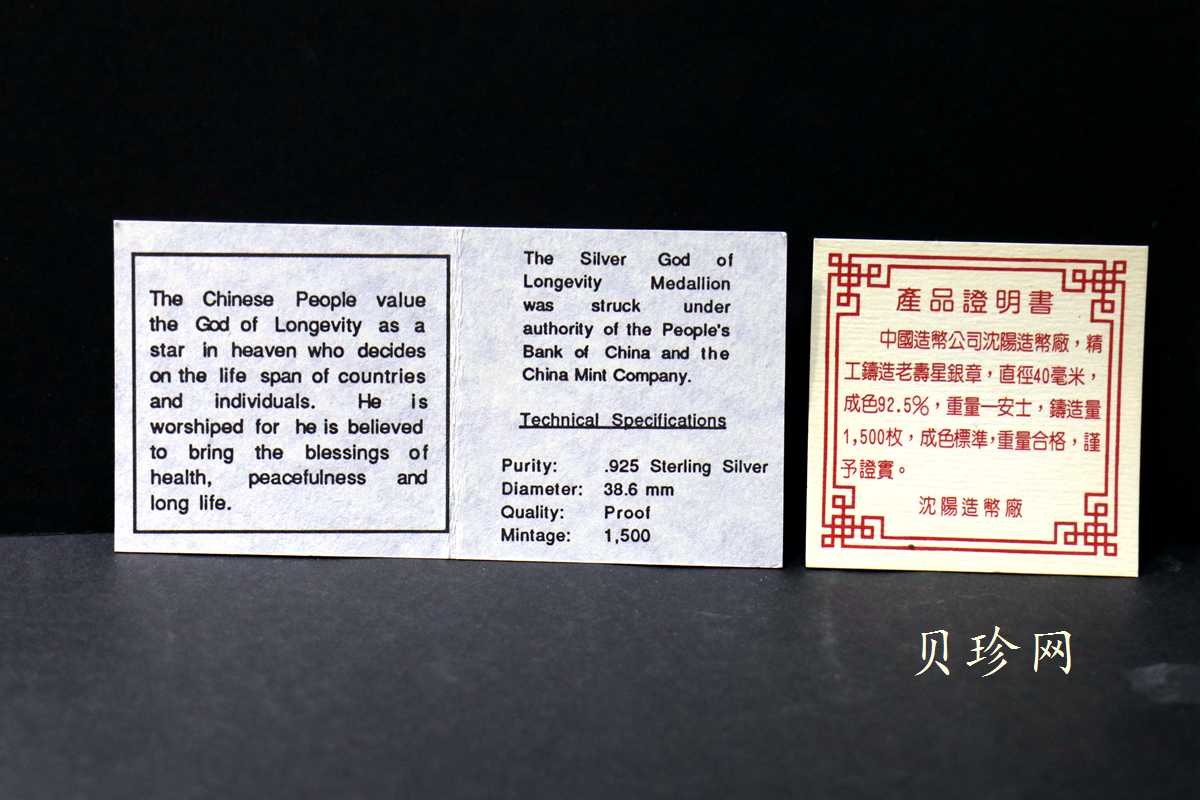 The Chinese People value
the God of Longevity as a
star in heaven who decides
on the life span of countries
and individuals. He is
worshiped for he is believed
to bring the blessings of
health, peacefulness and
long life.
The Silver God of
Longevity Medallion
was struck under
authority of the People's
Bank of China and the
China Mint Company.
Technical Specifications
Purity: .925 Sterling Silver
Diameter: 38.6 mm
Quality: Proof
Mintage: 1,500
產品證明書
中國造幣公司沈陽造幣廠，精
工鑄造老壽星銀章，直徑40毫米，
成色92.5%，重量一安士，鑄造量
1,500枚，成色標準，重量合格，謹
予證實。
沈陽造幣廠
贝珍网